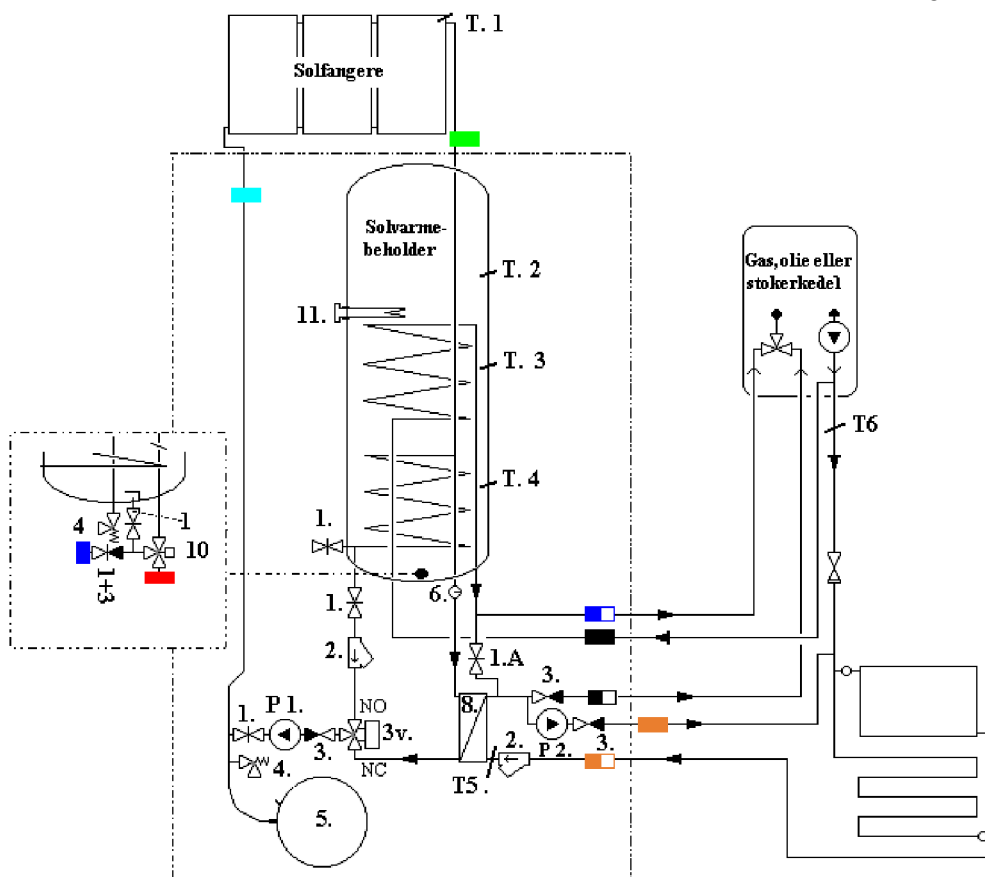 T. 1
Solfangere
Solvarme-
beholder
T. 2
Gas,olie eller
stokerkedel
11.
T. 3
T6
T. 4
4
1
10
1+3
1.
6.
1.
2.
1.A
3.
NO
8.
P 1.
1.
3.
3v.
P 2.
3.
2.
4.
NC
T5 .
5.